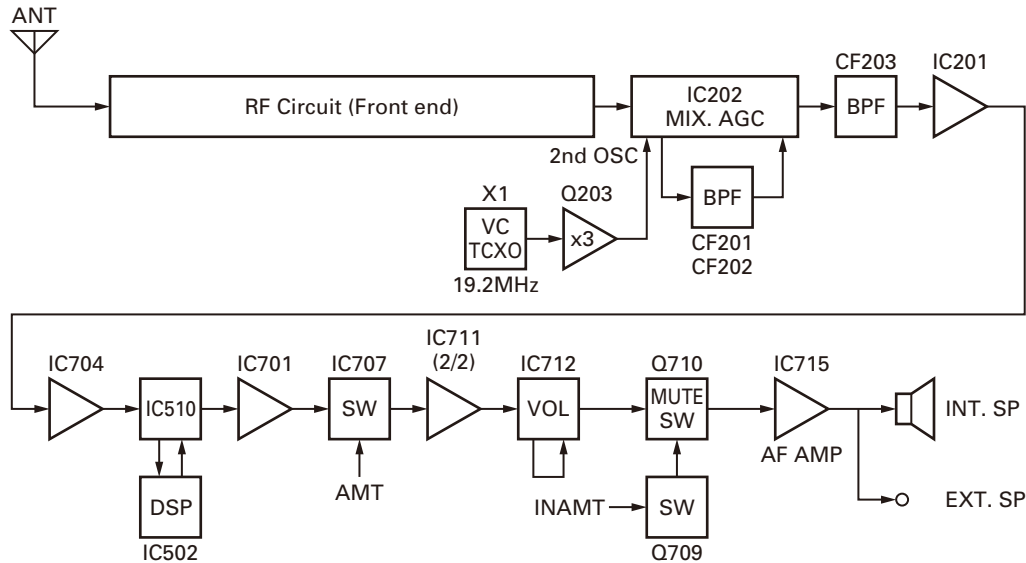 ANT
RF Circuit (Front end)
IC202
MIX. AGC
CF203
BPF
IC201
2nd OSC
BPF
CF201
CF202
X1
VC
TCXO
19.2MHz
Q203
x3
IC704
IC510
DSP
IC502
IC701
IC707
SW
AMT
IC711
(2/2)
IC712
VOL
Q710
MUTE
SW
INAMT
SW
Q709
IC715
AF AMP
INT. SP
EXT. SP